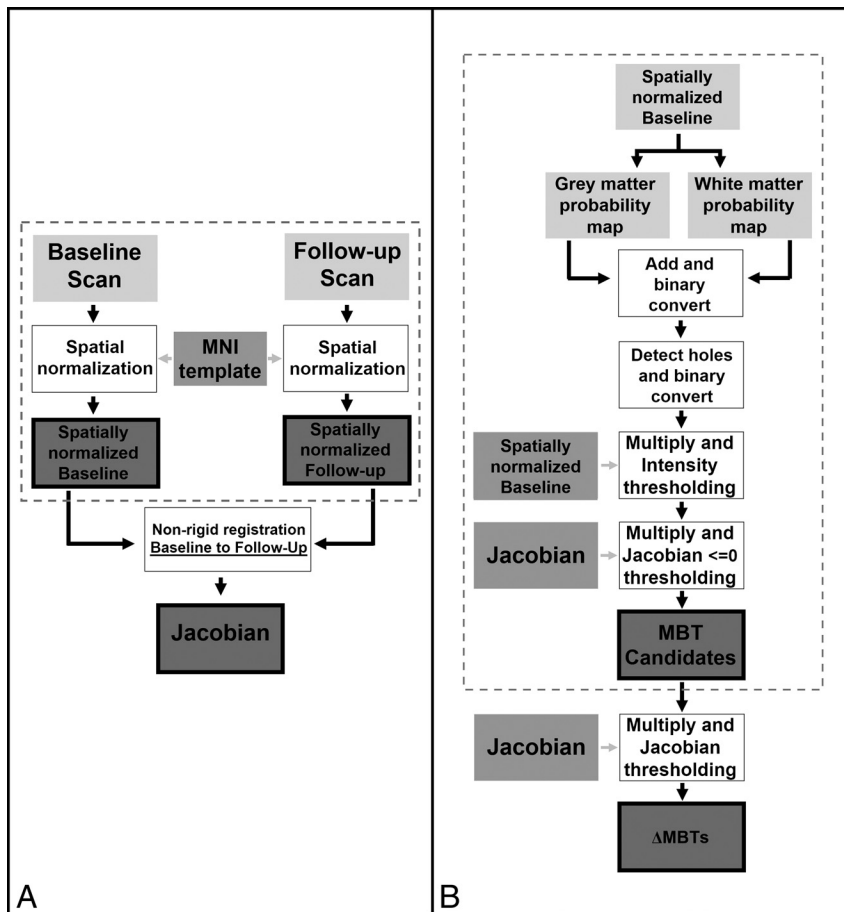 Baseline
Scan
Follow-up
Scan
Spatial
normalization
MNI
template
Spatial
normalization
Spatially
normalized
Baseline
Spatially
normalized
Follow-up
Non-rigid registration
Baseline to Follow-Up
Jacobian
A
Spatially
normalized
Baseline
Grey matter
probability
map
White matter
probability
map
Add and
binary
convert
Detect holes
and binary
convert
Spatially
normalized
Baseline
Multiply and
Intensity
thresholding
Jacobian
Multiply and
Jacobian <=0
thresholding
MBT
Candidates
Jacobian
Multiply and
Jacobian
thresholding
ΔMBTs
B